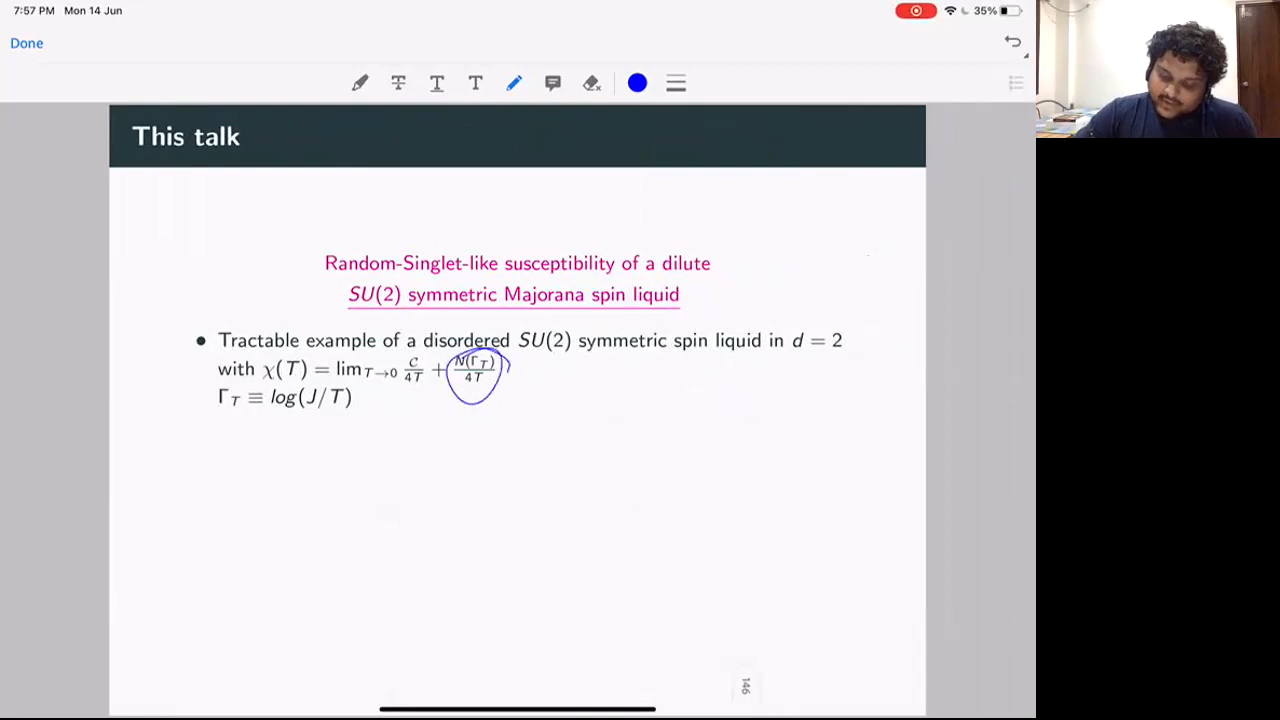 7:57 PM Mon 14 Jun
35%
Done
This talk
Random-Singlet-like susceptibility of a dilute
SU(2) symmetric Majorana spin liquid
● Tractable example of a disordered SU(2) symmetric spin liquid in d = 2
with χ(T) = lim_{T→0} C/4T + N(Γ_T)/4T
Γ_T ≡ log(J/T)
146